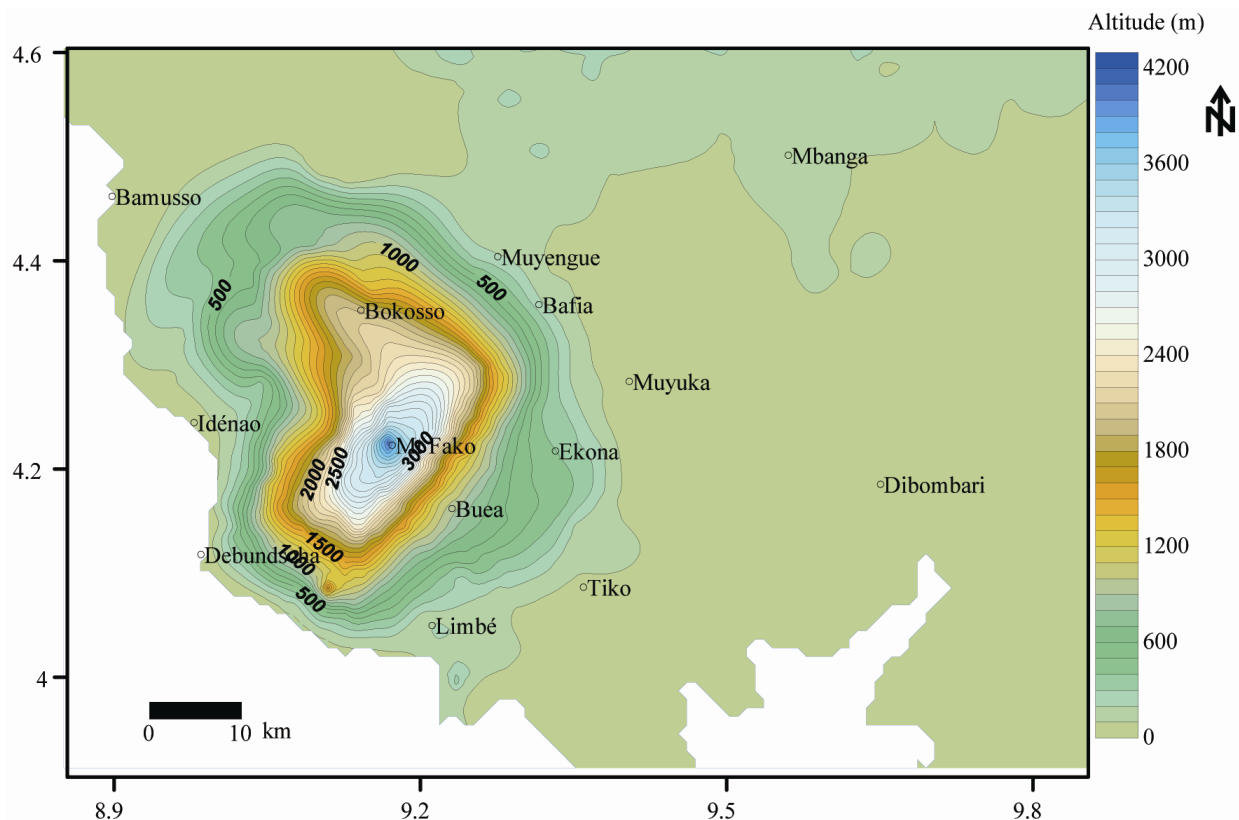 Altitude (m)
4.6
4200
N
Mbanga
3600
Bamusso
1000
Muyengue
3000
4.4
500
500
Bafia
Bokosso
2400
Muyuka
Idénao
Mt Fako
3000
1800
4.2
2000
2500
Ekona
Dibombari
Buea
1500
1200
Debundscha
1000
500
Tiko
Limbé
600
4
0
10
km
0
8.9
9.2
9.5
9.8